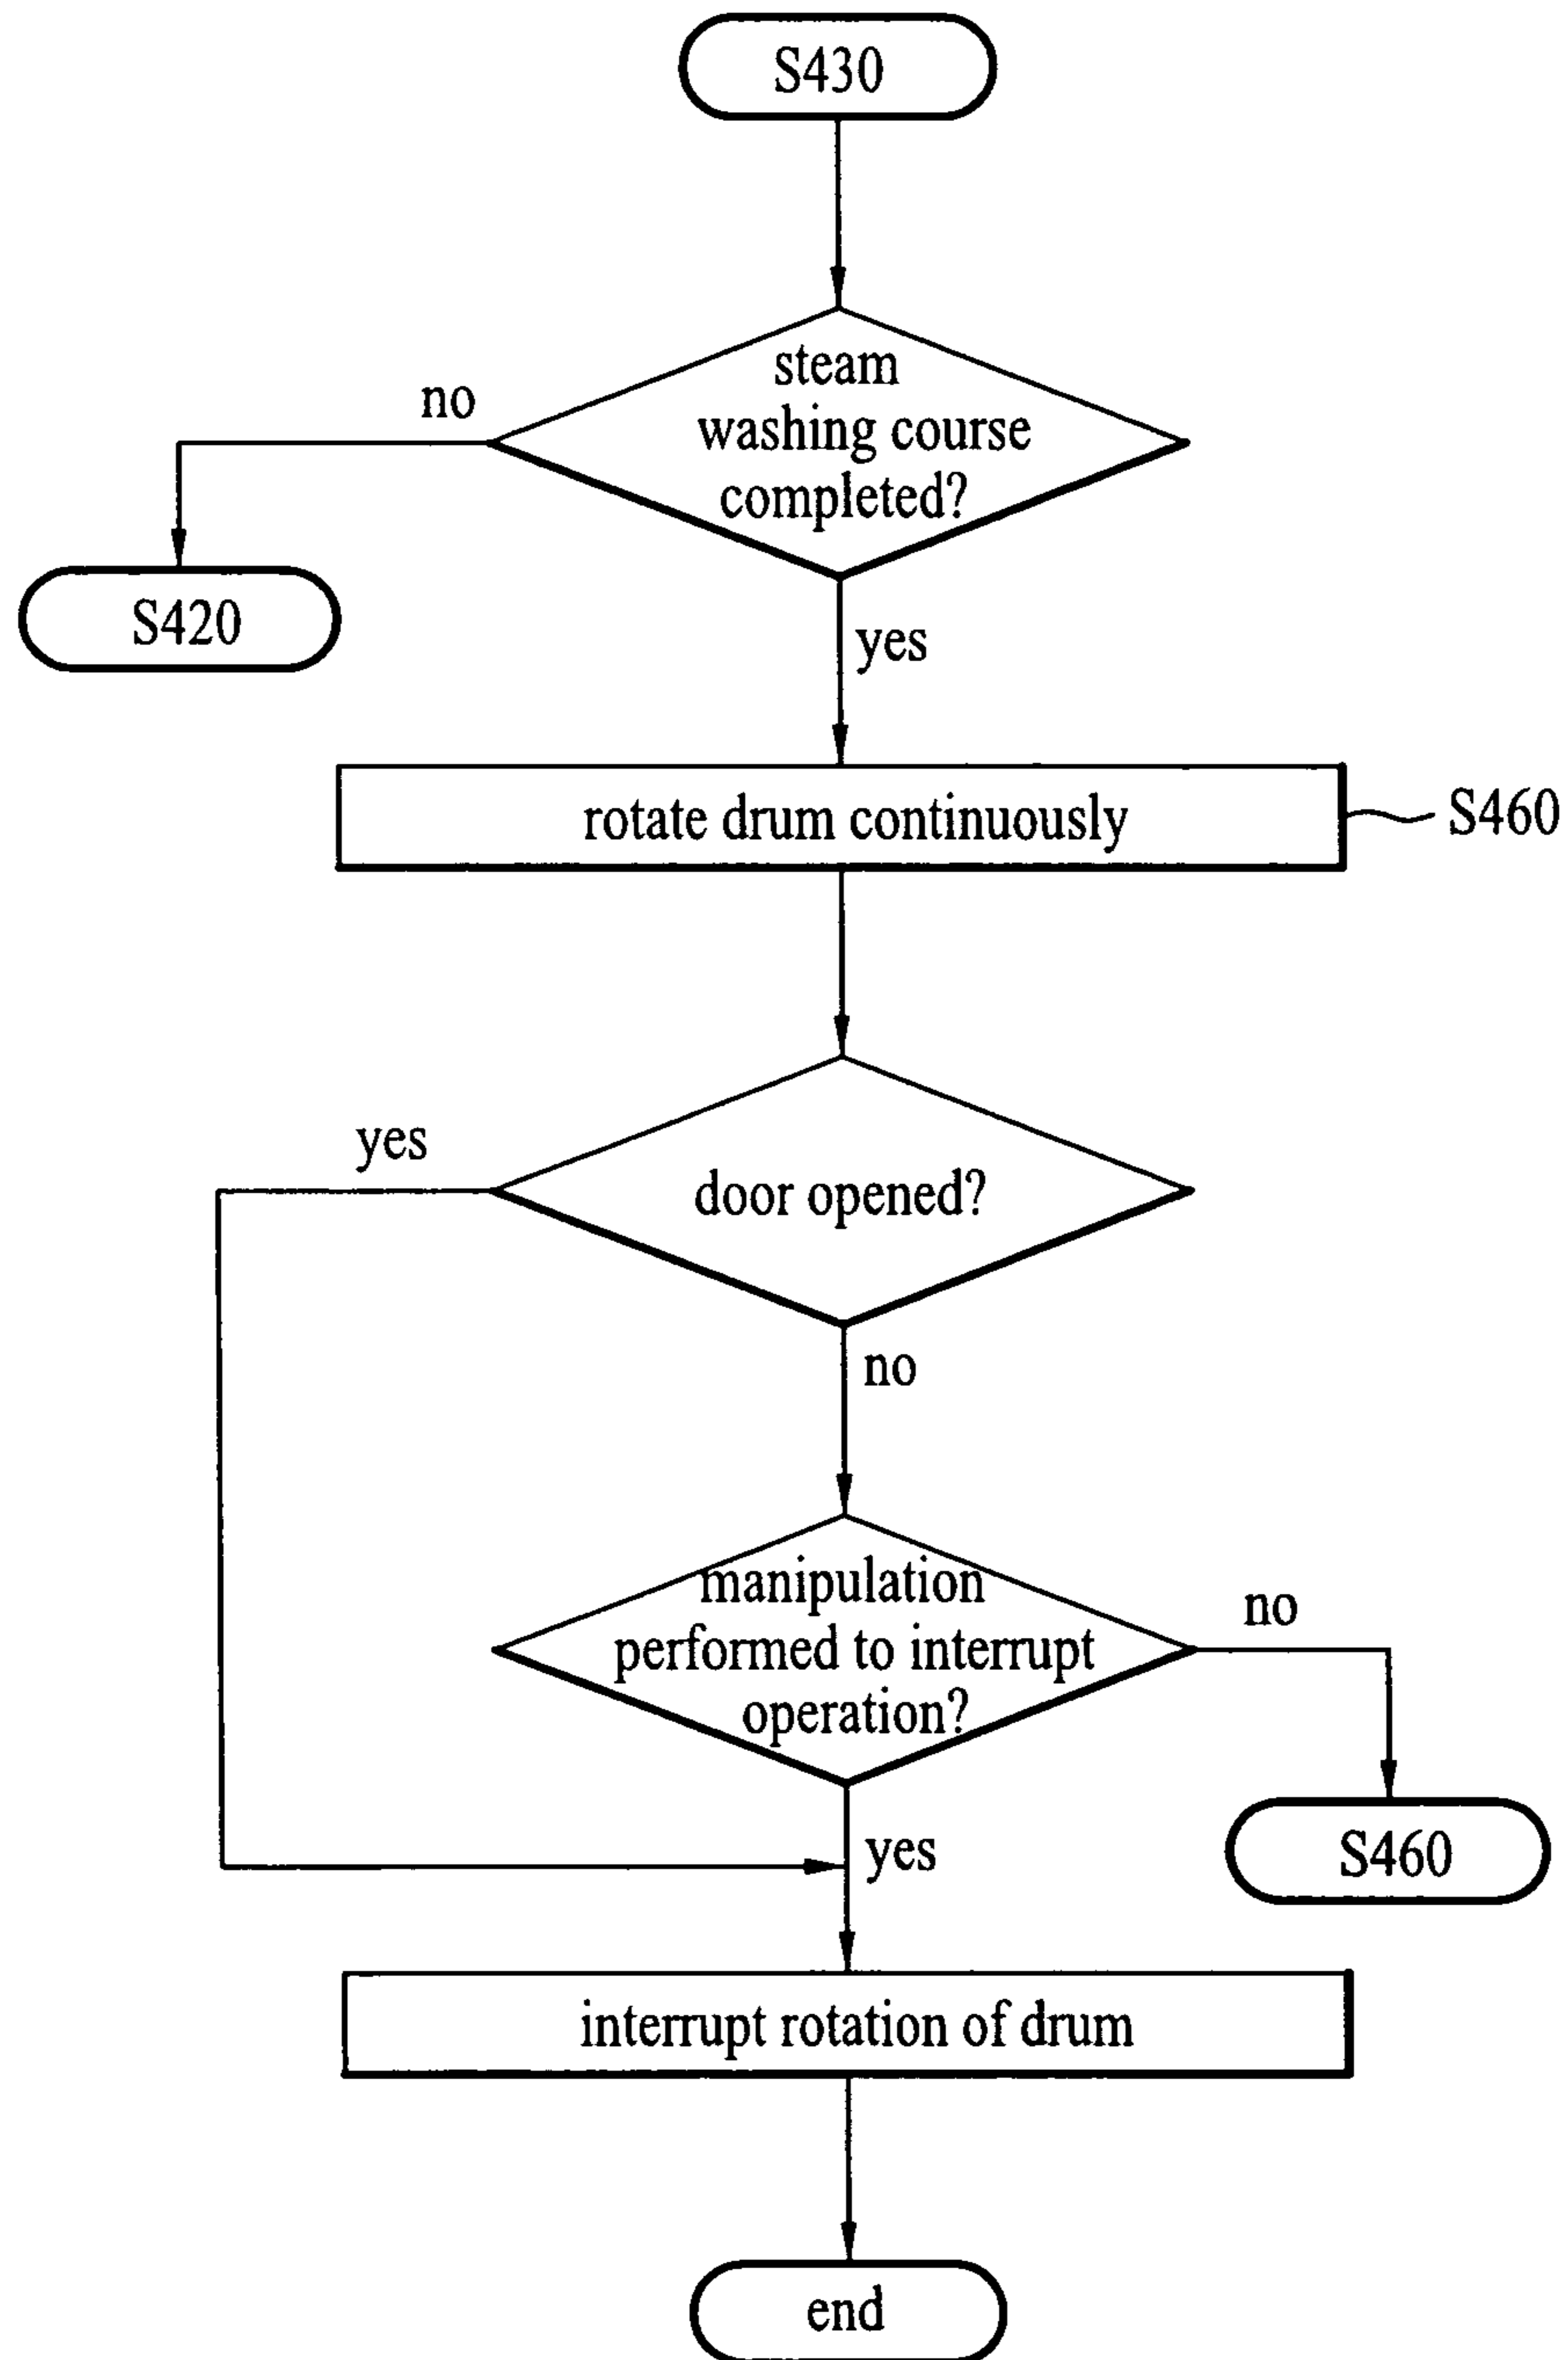 S430
steam
washing course
completed?
no
S420
yes
rotate drum continuously
S460
yes
door opened?
no
manipulation
performed to interrupt
operation?
no
S460
yes
interrupt rotation of drum
end